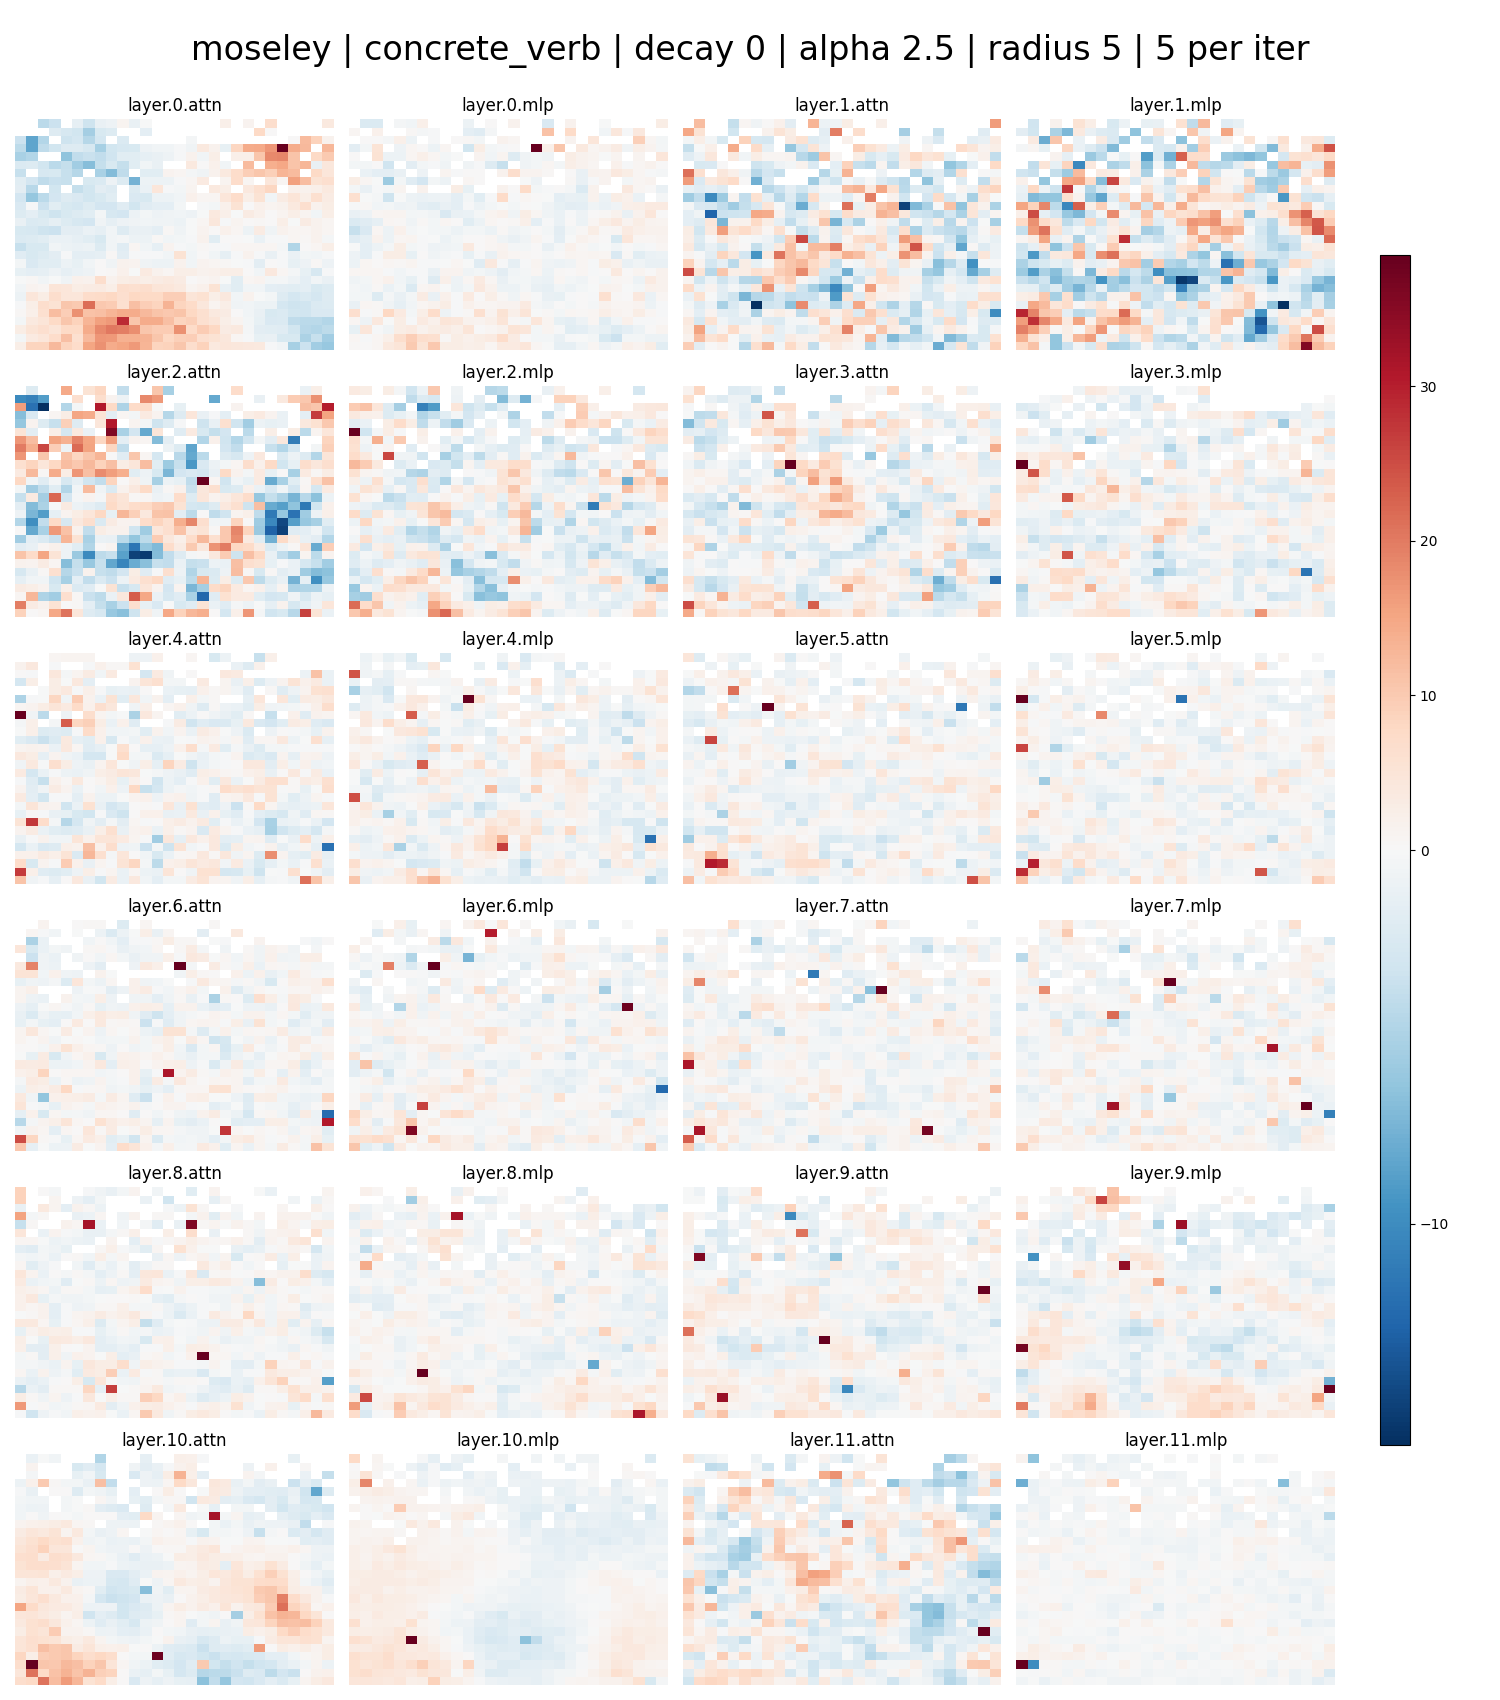 moseley | concrete_verb | decay 0 | alpha 2.5 | radius 5 | 5 per iter
layer.0.attn layer.0.mlp layer.1.attn layer.1.mlp
layer.2.attn layer.2.mlp layer.3.attn layer.3.mlp
layer.4.attn layer.4.mlp layer.5.attn layer.5.mlp
layer.6.attn layer.6.mlp layer.7.attn layer.7.mlp
layer.8.attn layer.8.mlp layer.9.attn layer.9.mlp
layer.10.attn layer.10.mlp layer.11.attn layer.11.mlp
30
20
10
0
−10